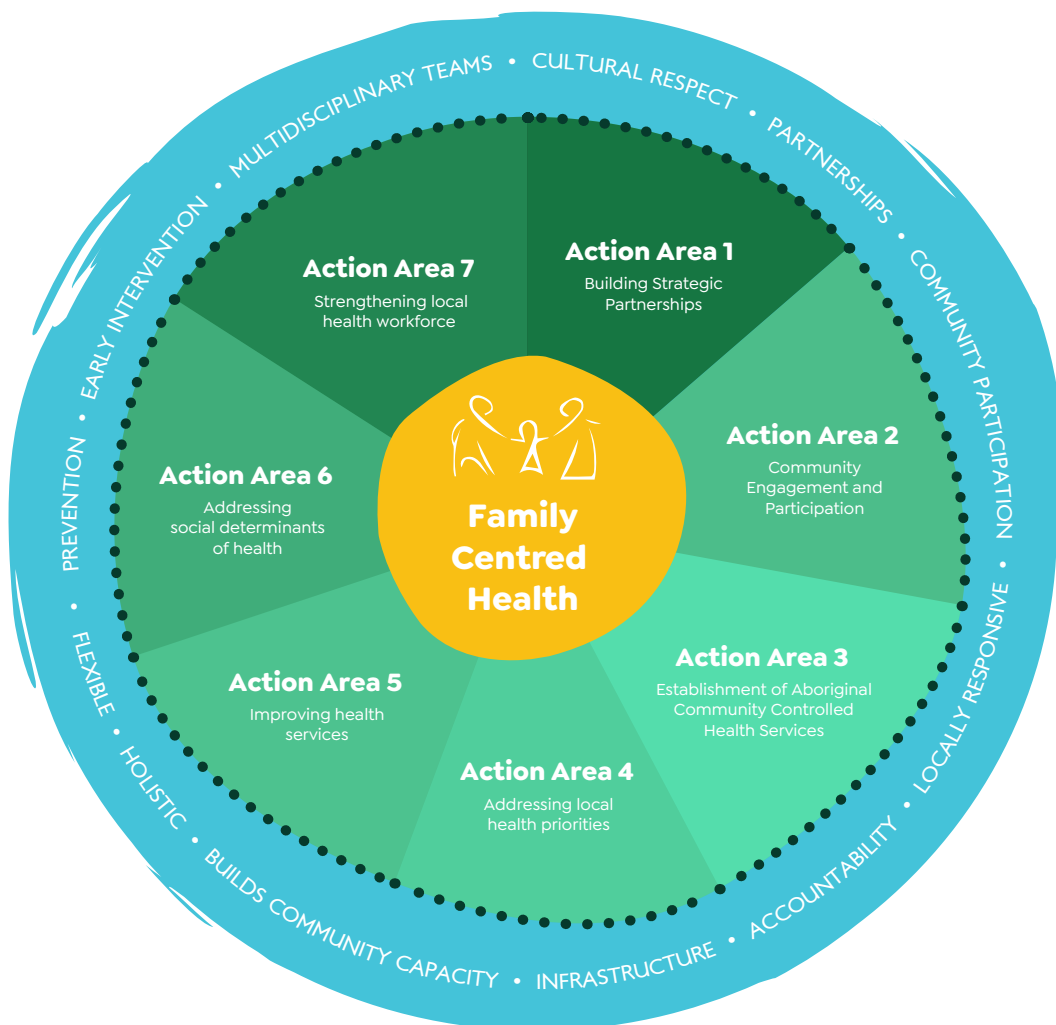 MULTIDISCIPLINARY TEAMS • CULTURAL RESPECT • PARTNERSHIPS • COMMUNITY PARTICIPATION • LOCALLY RESPONSIVE • ACCOUNTABILITY • INFRASTRUCTURE • BUILDS COMMUNITY CAPACITY • HOLISTIC • FLEXIBLE • PREVENTION • EARLY INTERVENTION •
Action Area 1
Building Strategic
Partnerships
Action Area 2
Community
Engagement and
Participation
Action Area 3
Establishment of Aboriginal
Community Controlled
Health Services
Action Area 4
Addressing local
health priorities
Action Area 5
Improving health
services
Action Area 6
Addressing
social determinants
of health
Action Area 7
Strengthening local
health workforce
Family
Centred
Health